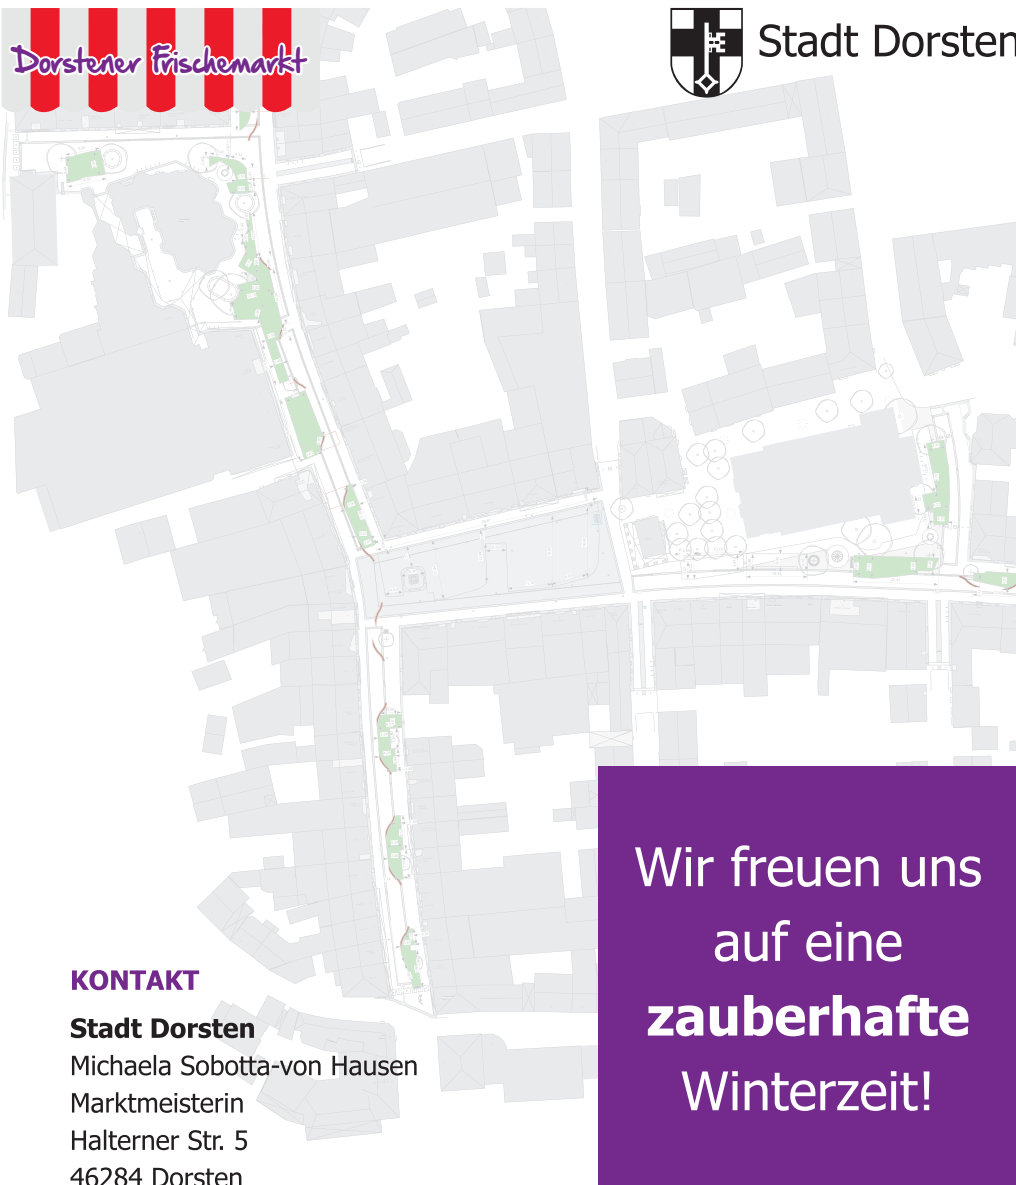 Dorstener Frischemarkt
Stadt Dorsten
KONTAKT
Stadt Dorsten
Michaela Sobotta-von Hausen
Marktmeisterin
Halterner Str. 5
46284 Dorsten
Wir freuen uns
auf eine
zauberhafte
Winterzeit!